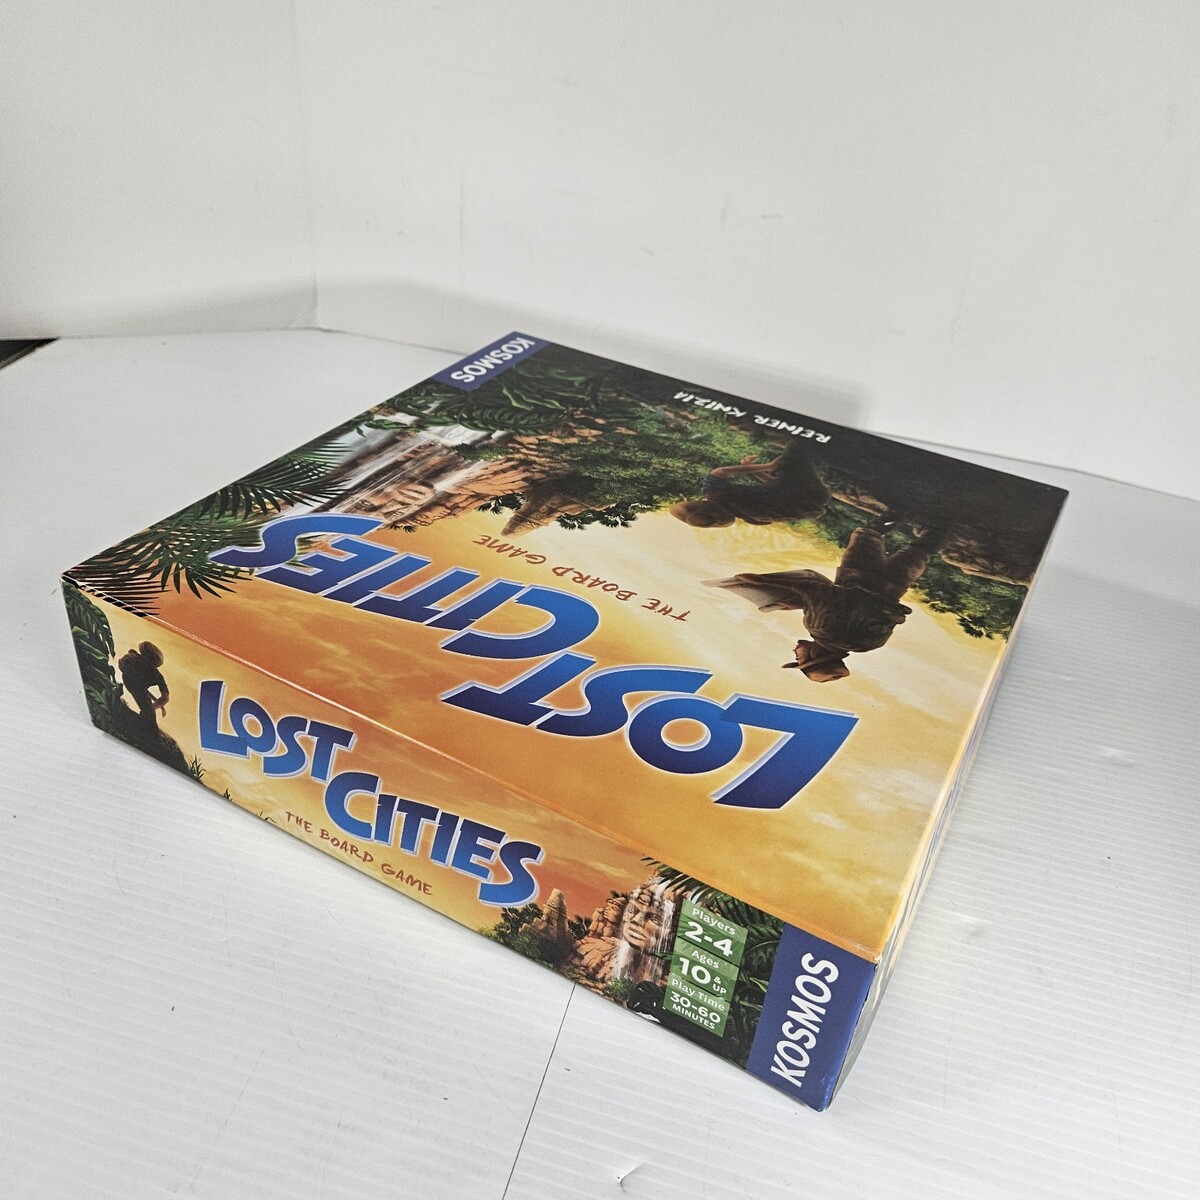 KOSMOS
REINER KNIZIA
THE BOARD GAME
LOST
CITIES
LOST
CITIES
THE BOARD GAME
Players
2-4
Ages
10 & UP
Play Time
30-60
MINUTES
KOSMOS